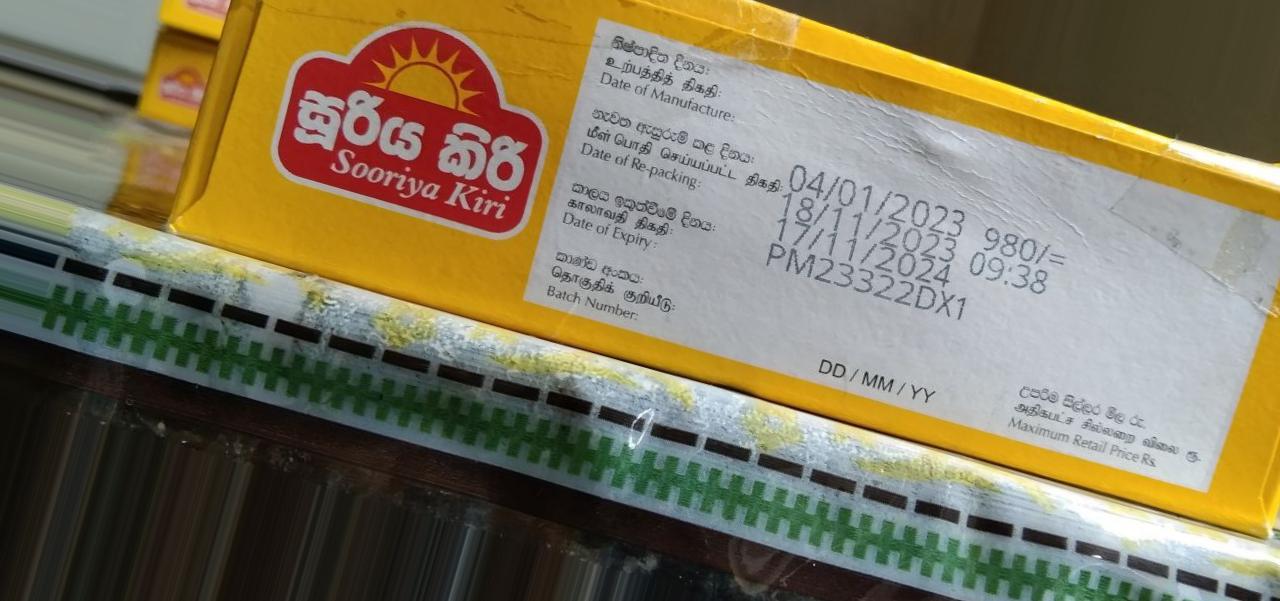 සූරිය කිරි
Sooriya Kiri
නිෂ්පාදිත දිනය:
உற்பத்தித் திகதி:
Date of Manufacture:
නැවත ඇසුරුම් කළ දිනය:
மீள் பொதி செய்யப்பட்ட திகதி:
Date of Re-packing:
කාලය ඉකුත්වීමේ දිනය:
காலாவதி திகதி:
Date of Expiry:
කාණ්ඩ අංකය:
தொகுதிக் குறியீடு:
Batch Number:
04/01/2023 980/=
18/11/2023 09:38
17/11/2024
PM23322DX1
DD / MM / YY
උපරිම සිල්ලර මිල රු.
அதிகபட்ச சில்லறை விலை ரூ.
Maximum Retail Price Rs.